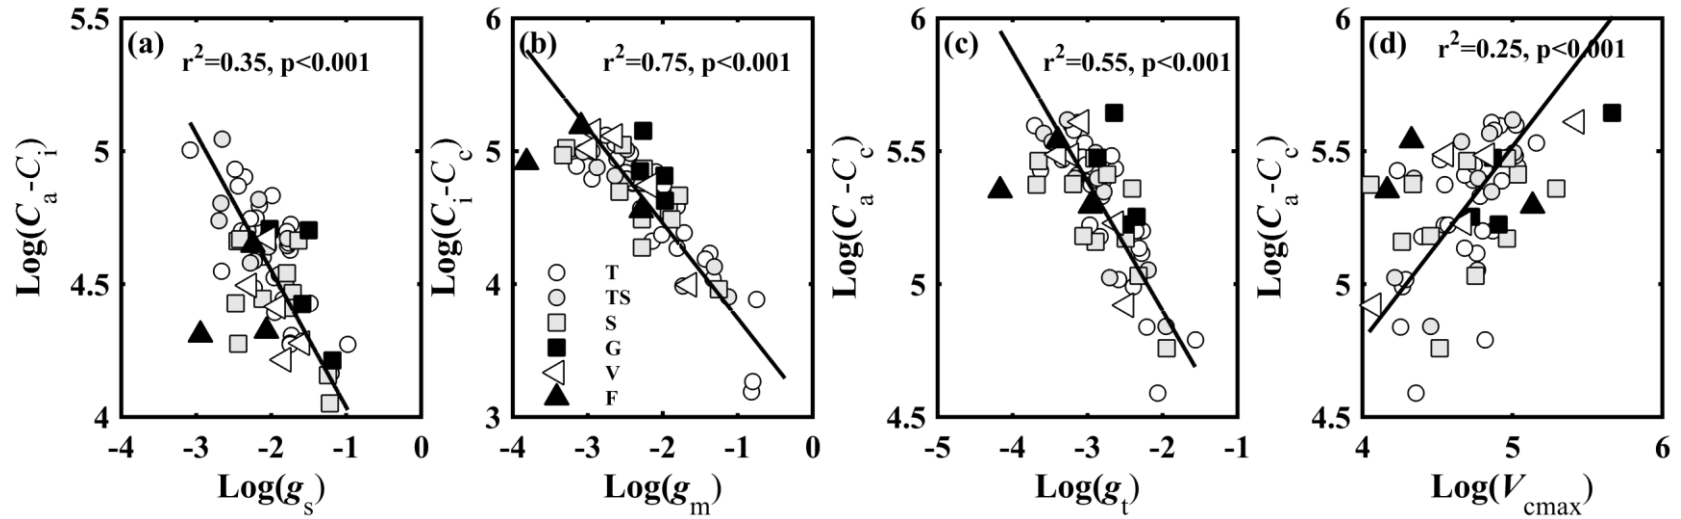 (a)
r²=0.35, p<0.001
5.5
5
4.5
4
-4
-3
-2
-1
0
Log(Cₐ-Cᵢ)
Log(gₛ)
(b)
r²=0.75, p<0.001
6
5
4
3
-4
-3
-2
-1
0
Log(Cᵢ-C_c)
Log(gₘ)
T
TS
S
G
V
F
(c)
r²=0.55, p<0.001
6
5.5
5
4.5
-5
-4
-3
-2
-1
Log(Cₐ-C_c)
Log(gₜ)
(d)
r²=0.25, p<0.001
6
5.5
5
4.5
4
5
6
Log(Cₐ-C_c)
Log(V_cmax)